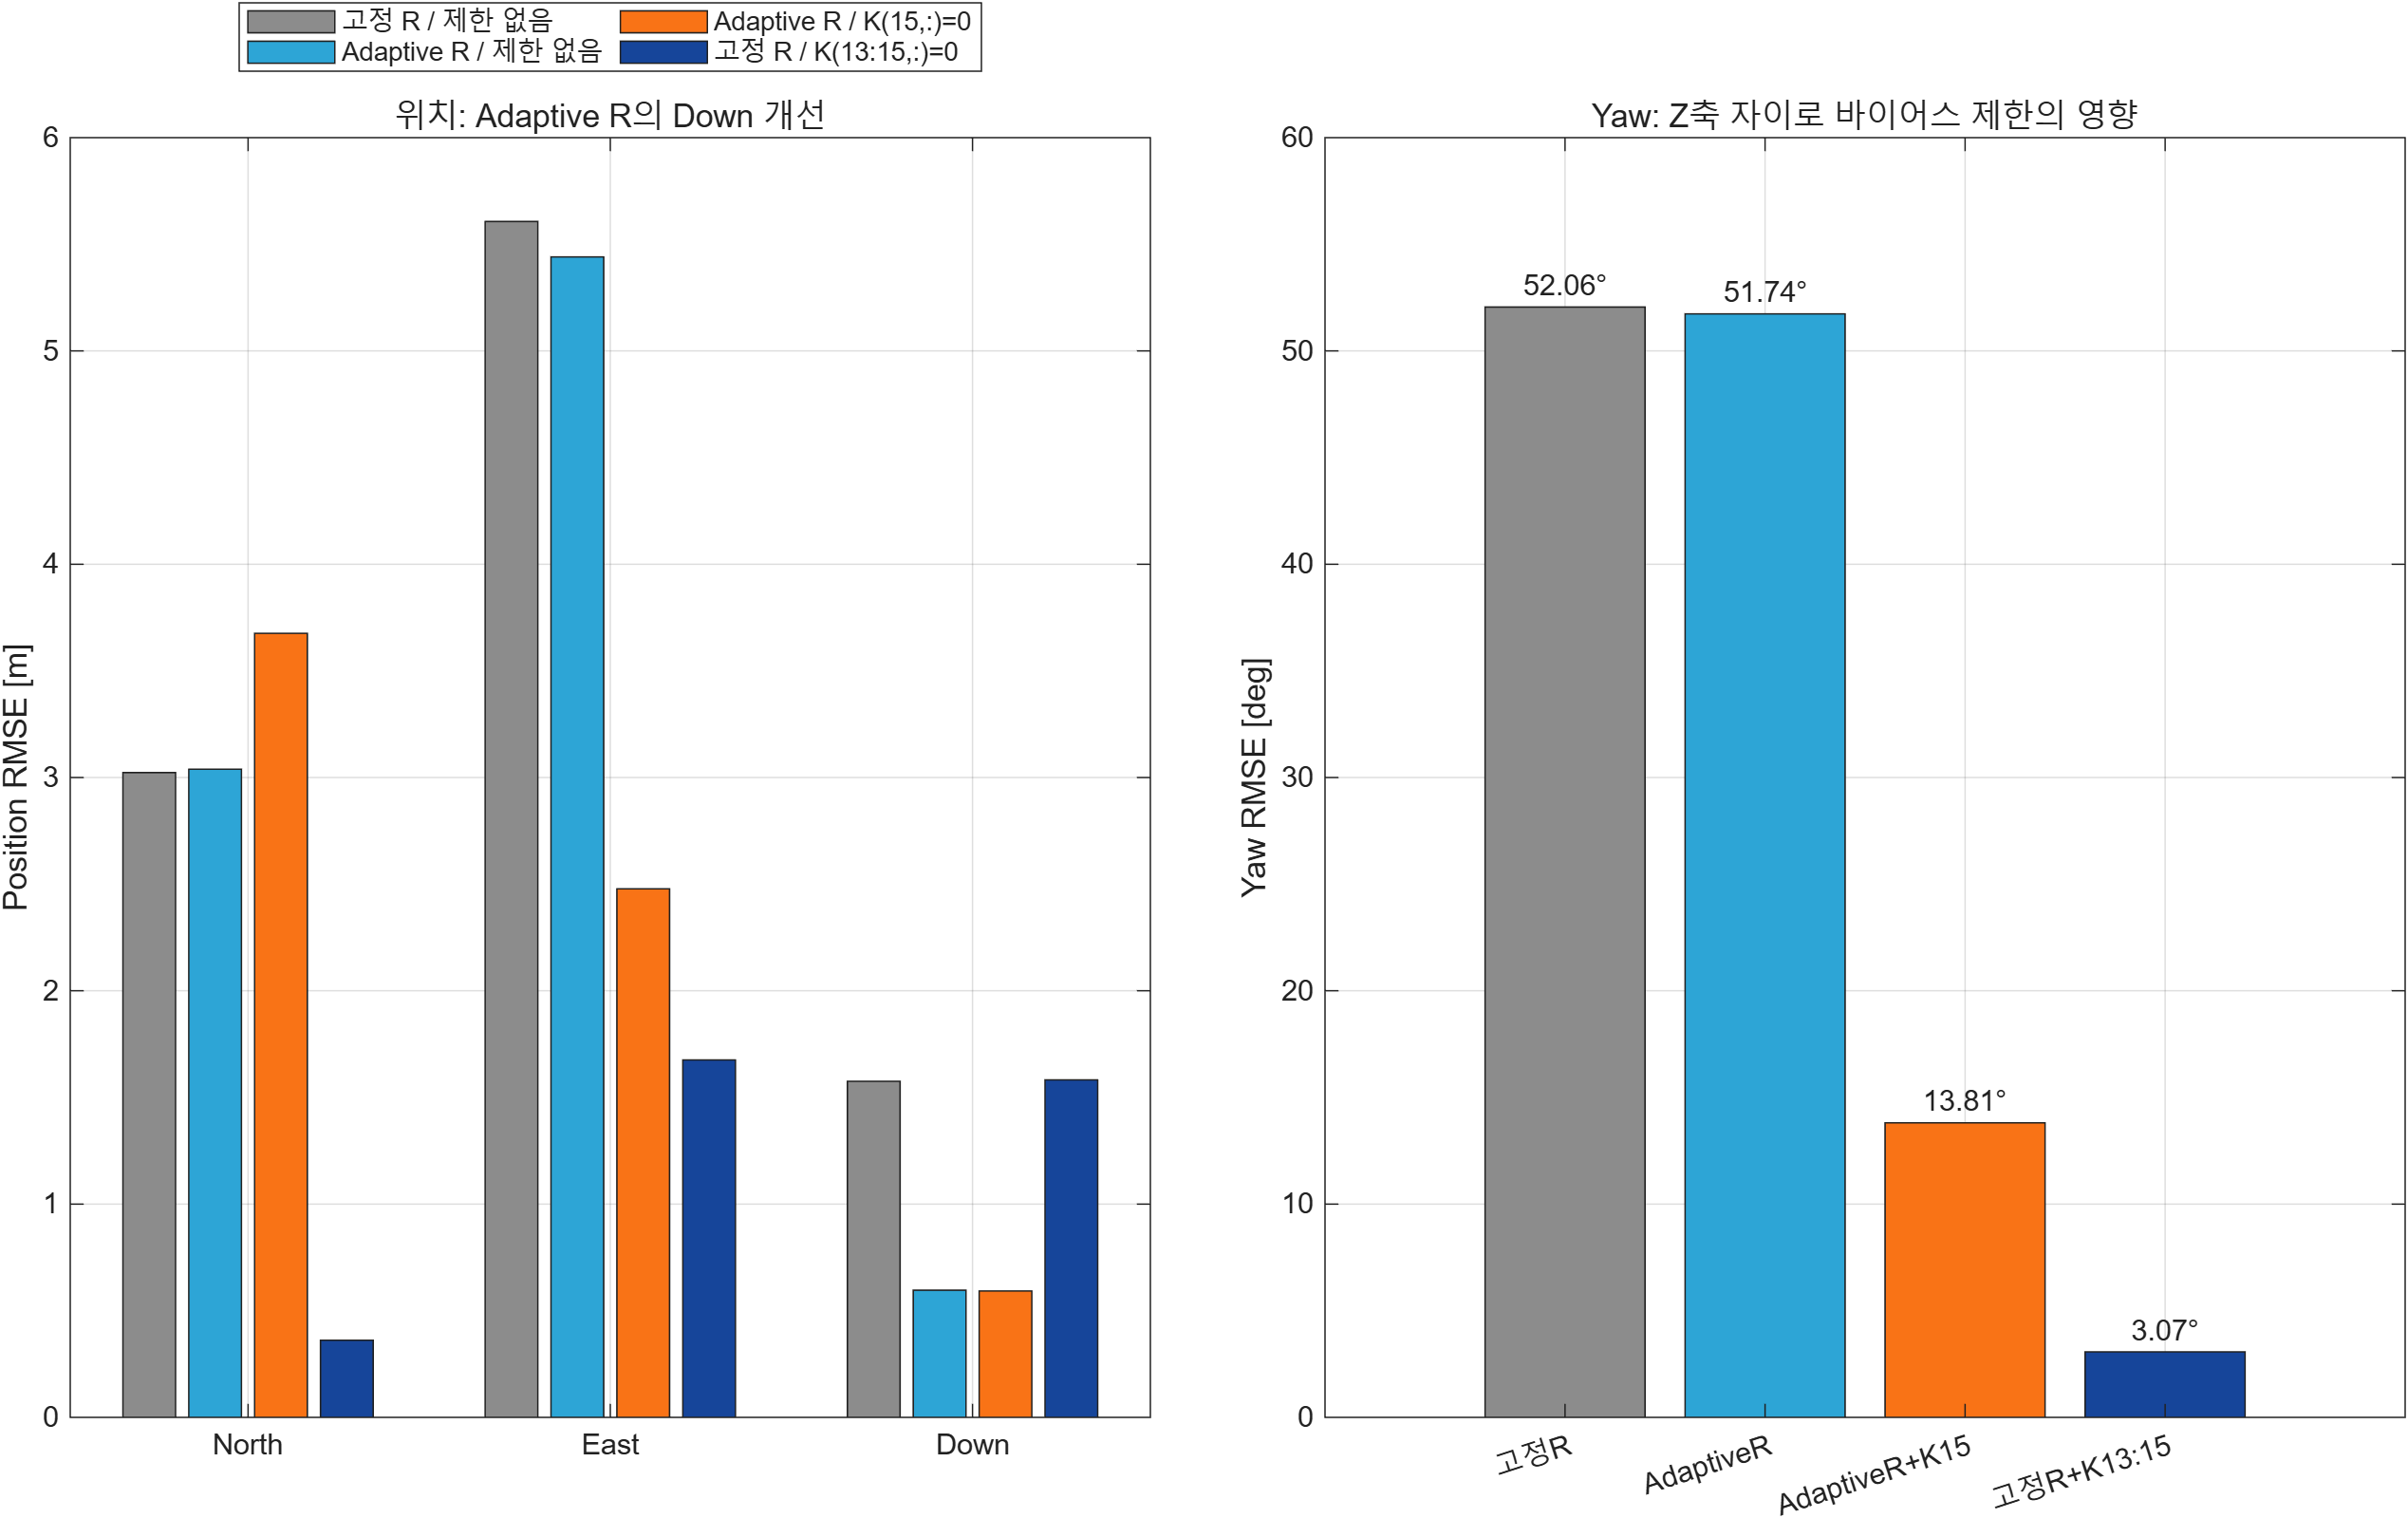 고정 R / 제한 없음
Adaptive R / 제한 없음
Adaptive R / K(15,:)=0
고정 R / K(13:15,:)=0
위치: Adaptive R의 Down 개선
6
5
4
3
2
1
0
Position RMSE [m]
North
East
Down
Yaw: Z축 자이로 바이어스 제한의 영향
60
50
40
30
20
10
0
Yaw RMSE [deg]
52.06°
51.74°
13.81°
3.07°
고정R
AdaptiveR
AdaptiveR+K15
고정R+K13:15